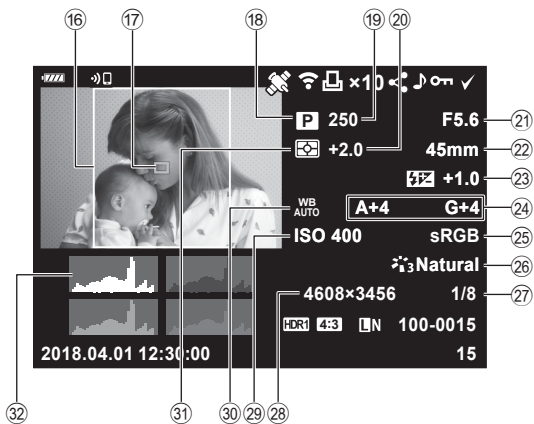 ⑯ ⑰ ⑱ ⑲ ⑳
×10
P 250 F5.6 ㉑
+2.0 45mm ㉒
+1.0 ㉓
WB AUTO A+4 G+4 ㉔
ISO 400 sRGB ㉕
3 Natural ㉖
4608×3456 1/8 ㉗
HDR1 4:3 LN 100-0015
2018.04.01 12:30:00 15
㉜ ㉛ ㉚ ㉙ ㉘